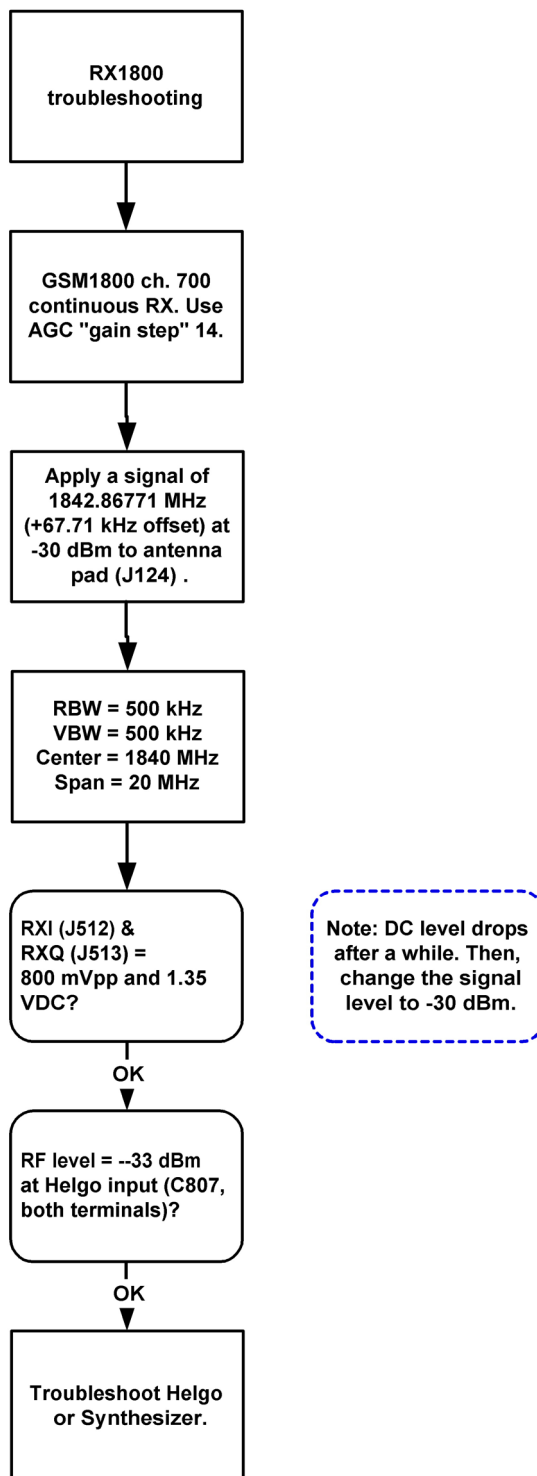 RX1800
troubleshooting
GSM1800 ch. 700
continuous RX. Use
AGC "gain step" 14.
Apply a signal of
1842.86771 MHz
(+67.71 kHz offset) at
-30 dBm to antenna
pad (J124) .
RBW = 500 kHz
VBW = 500 kHz
Center = 1840 MHz
Span = 20 MHz
RXI (J512) &
RXQ (J513) =
800 mVpp and 1.35
VDC?
Note: DC level drops
after a while. Then,
change the signal
level to -30 dBm.
OK
RF level = --33 dBm
at Helgo input (C807,
both terminals)?
OK
Troubleshoot Helgo
or Synthesizer.